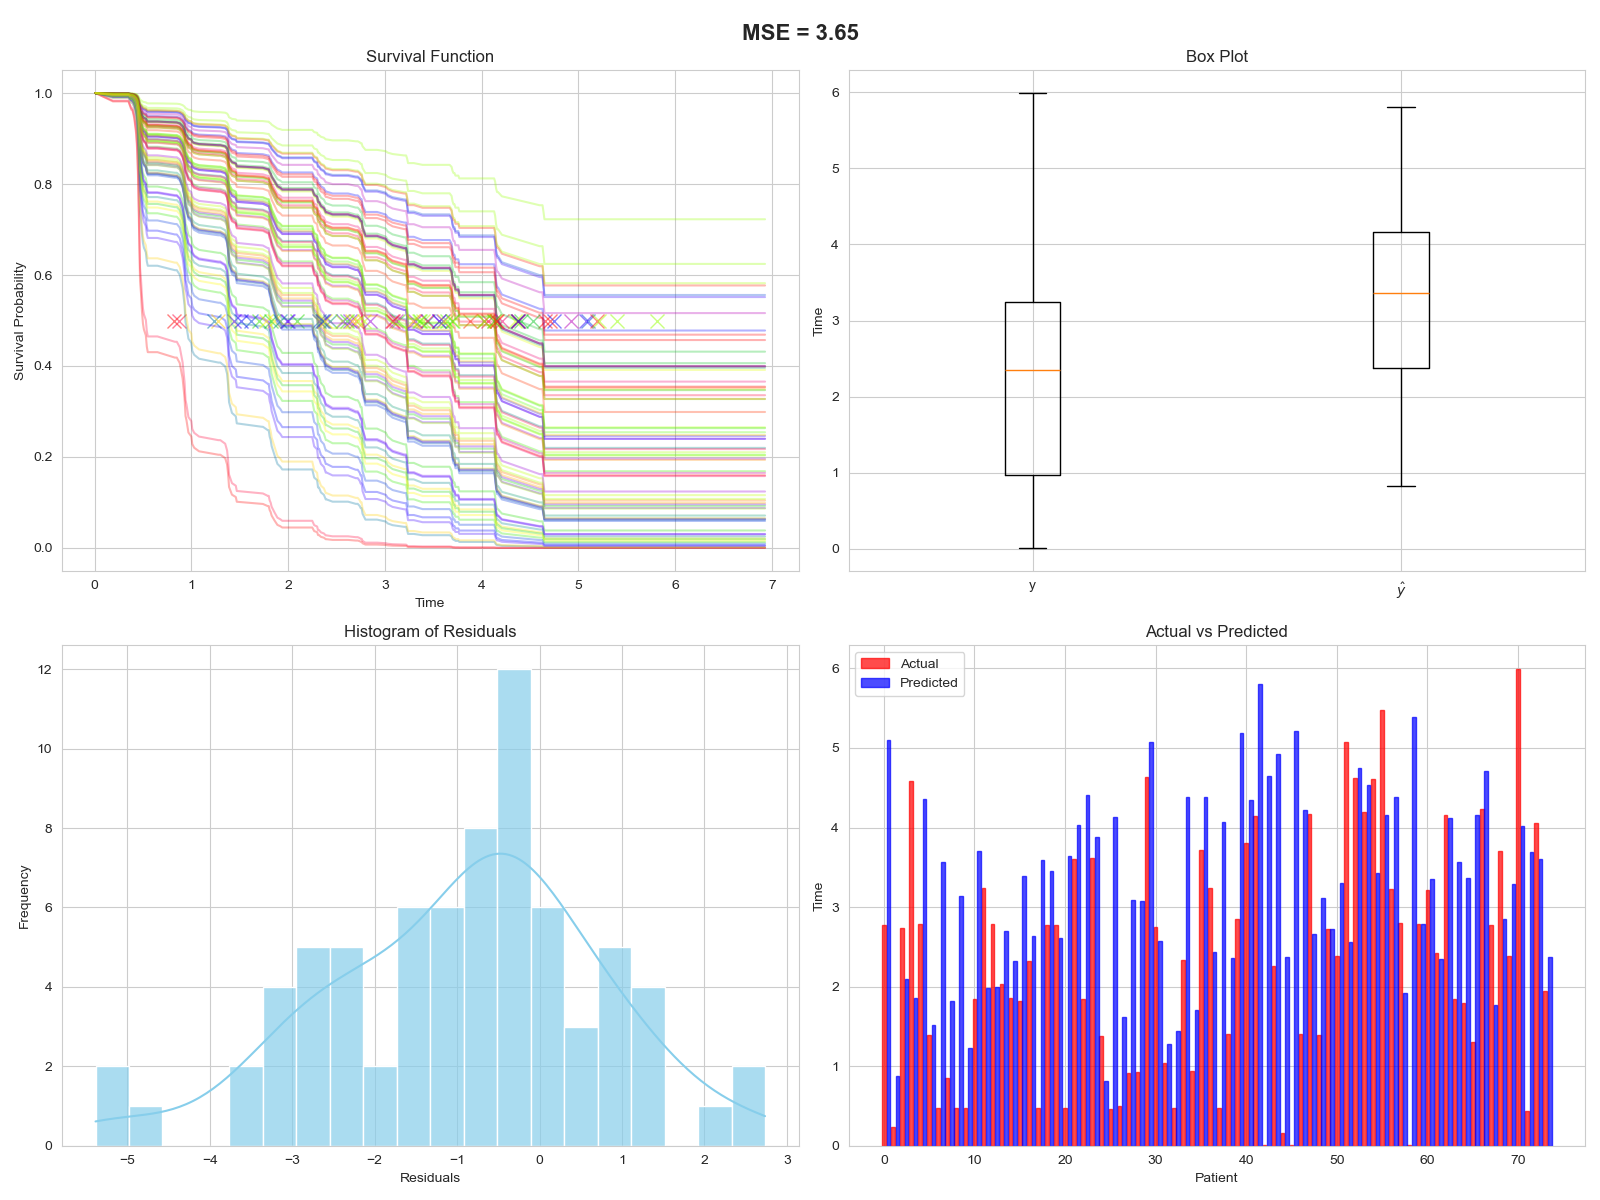 MSE = 3.65
Survival Function
1.0
0.8
0.6
0.4
0.2
0.0
Survival Probability
0 1 2 3 4 5 6 7
Time
Box Plot
6
5
4
3
2
1
0
Time
y ŷ
Histogram of Residuals
12
10
8
6
4
2
0
Frequency
−5 −4 −3 −2 −1 0 1 2 3
Residuals
Actual vs Predicted
Actual
Predicted
6
5
4
3
2
1
0
Time
0 10 20 30 40 50 60 70
Patient